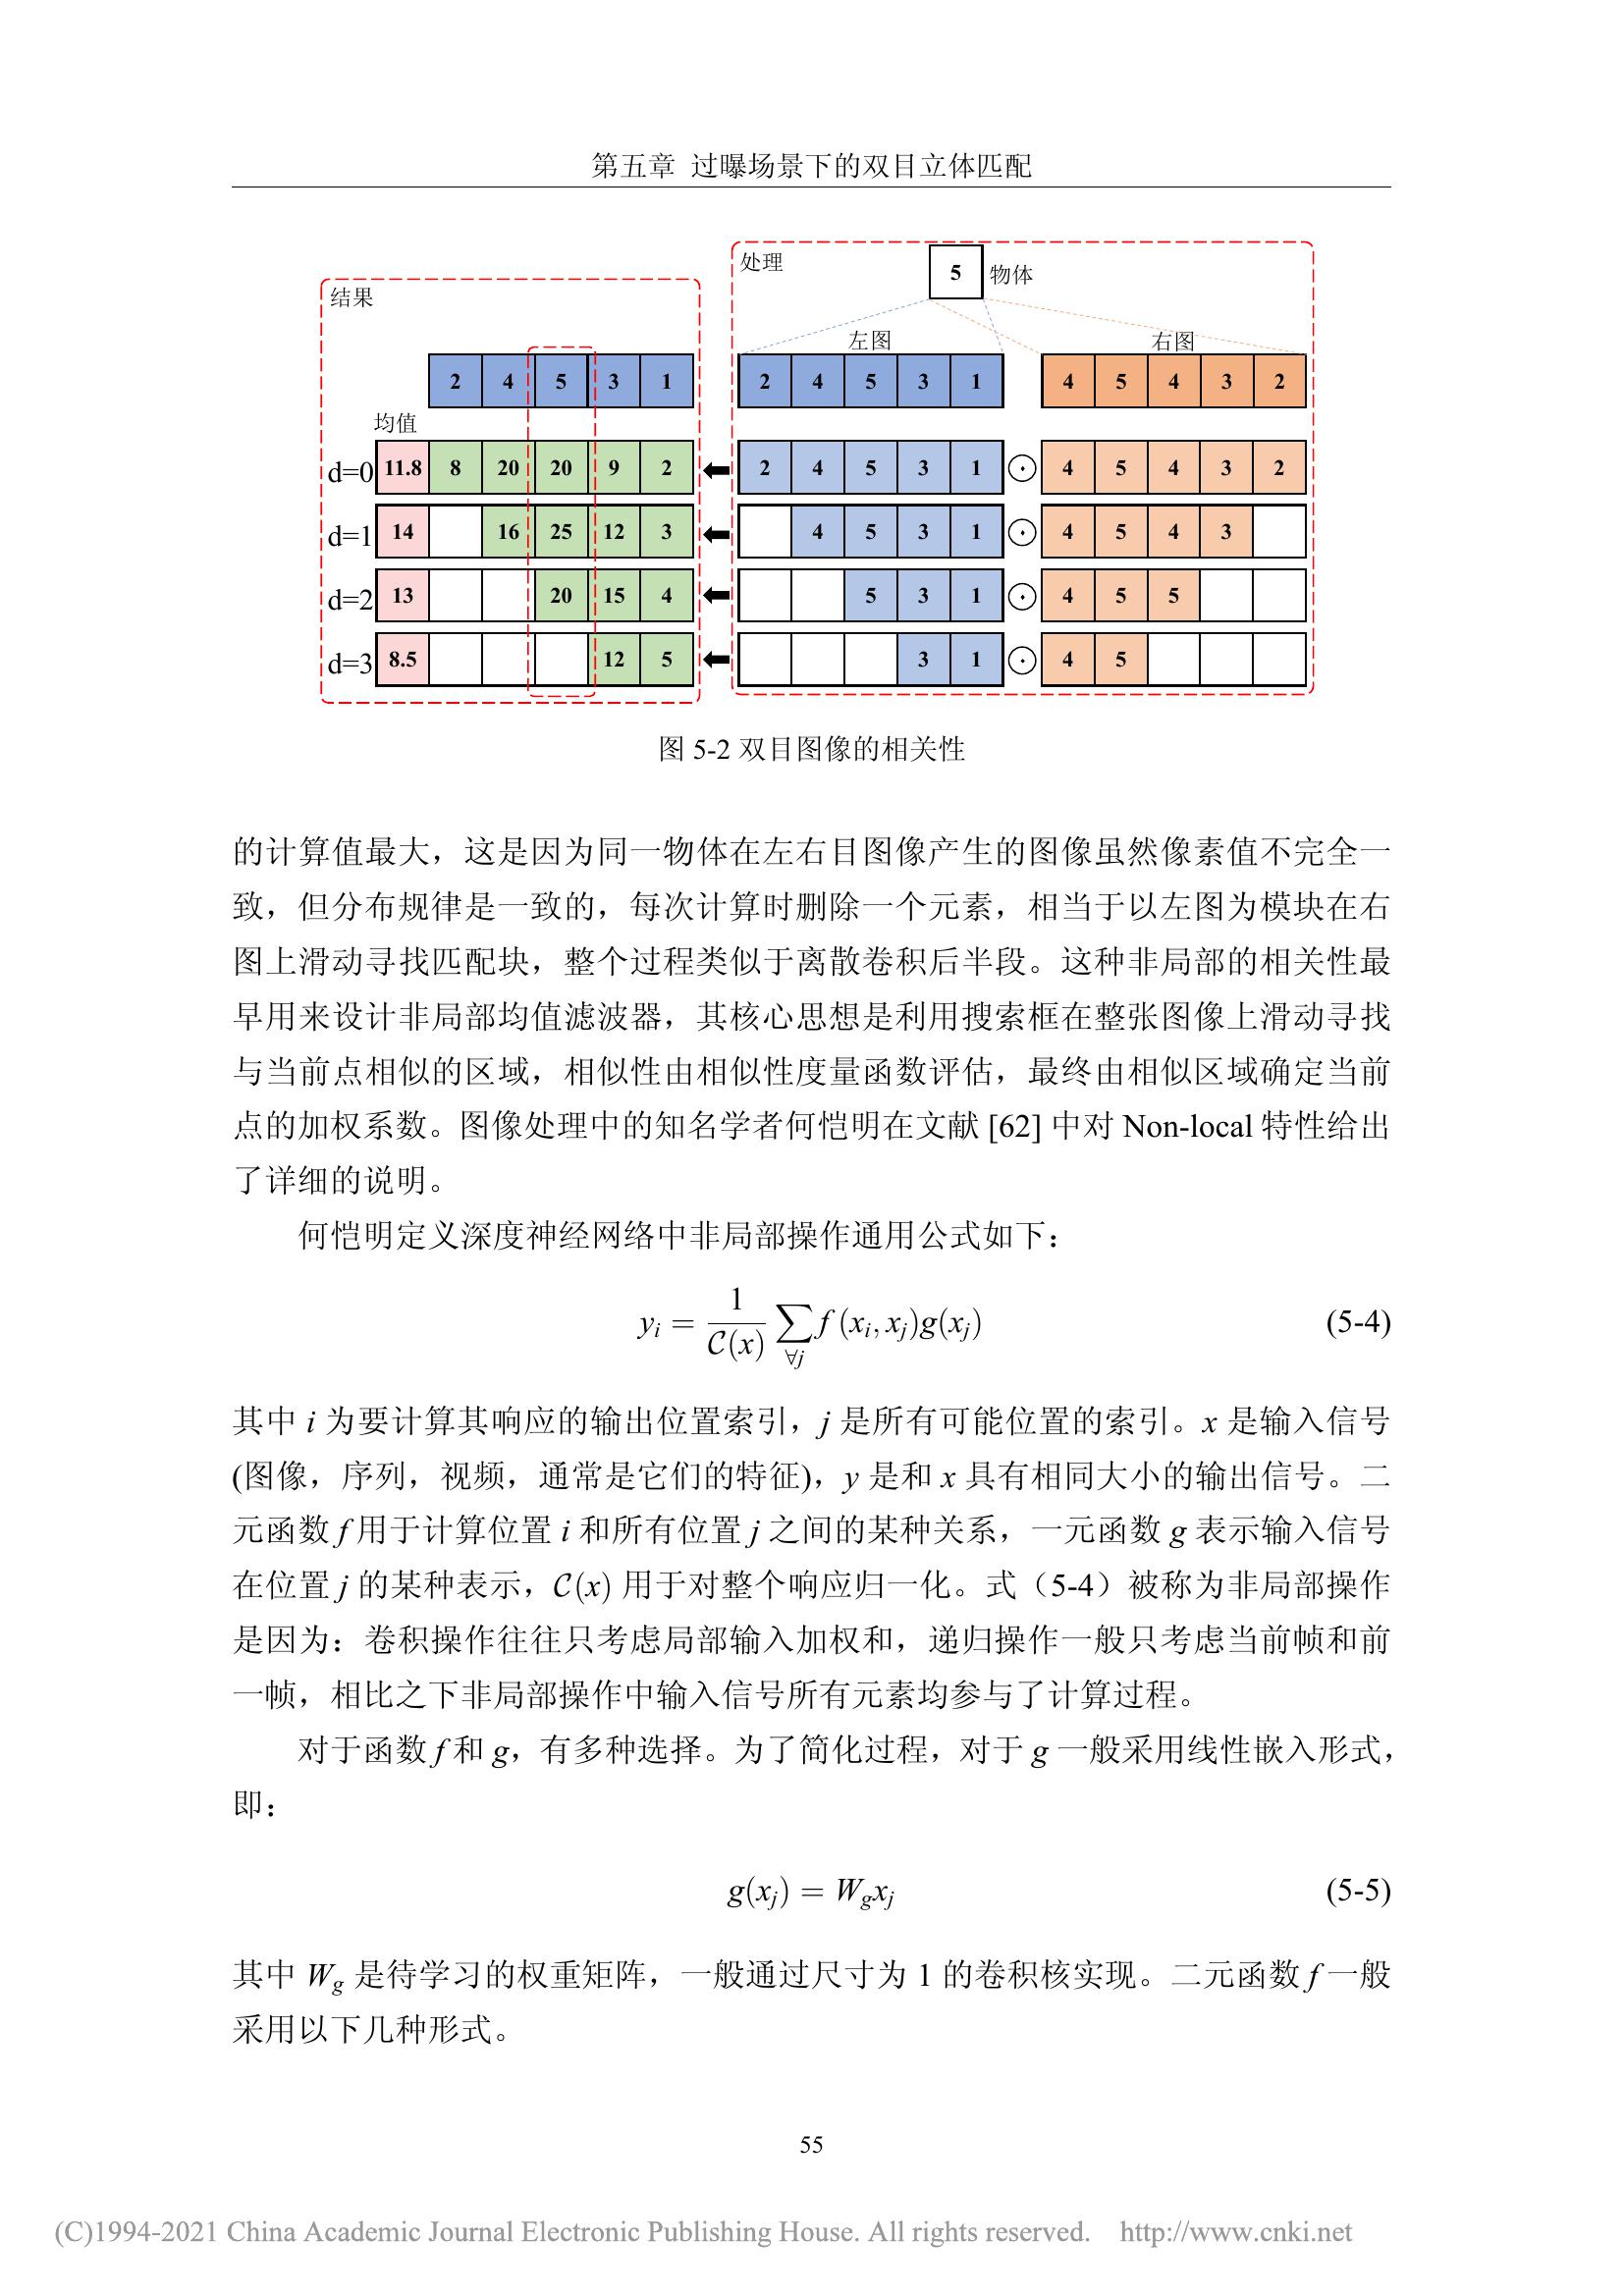 第五章 过曝场景下的双目立体匹配
结果
2 4 5 3 1
均值
d=0 11.8 8 20 20 9 2
d=1 14 16 25 12 3
d=2 13 20 15 4
d=3 8.5 12 5
处理
5 物体
左图 右图
2 4 5 3 1 4 5 4 3 2
2 4 5 3 1 ⊙ 4 5 4 3 2
4 5 3 1 ⊙ 4 5 4 3
5 3 1 ⊙ 4 5 5
3 1 ⊙ 4 5
图 5-2 双目图像的相关性
的计算值最大，这是因为同一物体在左右目图像产生的图像虽然像素值不完全一
致，但分布规律是一致的，每次计算时删除一个元素，相当于以左图为模块在右
图上滑动寻找匹配块，整个过程类似于离散卷积后半段。这种非局部的相关性最
早用来设计非局部均值滤波器，其核心思想是利用搜索框在整张图像上滑动寻找
与当前点相似的区域，相似性由相似性度量函数评估，最终由相似区域确定当前
点的加权系数。图像处理中的知名学者何恺明在文献 [62] 中对 Non-local 特性给出
了详细的说明。
何恺明定义深度神经网络中非局部操作通用公式如下：
y_i = \frac{1}{\mathcal{C}(x)} \sum_{\forall j} f(x_i, x_j)g(x_j) (5-4)
其中 i 为要计算其响应的输出位置索引，j 是所有可能位置的索引。x 是输入信号
(图像，序列，视频，通常是它们的特征)，y 是和 x 具有相同大小的输出信号。二
元函数 f 用于计算位置 i 和所有位置 j 之间的某种关系，一元函数 g 表示输入信号
在位置 j 的某种表示，C(x) 用于对整个响应归一化。式（5-4）被称为非局部操作
是因为：卷积操作往往只考虑局部输入加权和，递归操作一般只考虑当前帧和前
一帧，相比之下非局部操作中输入信号所有元素均参与了计算过程。
对于函数 f 和 g，有多种选择。为了简化过程，对于 g 一般采用线性嵌入形式，
即：
g(x_j) = W_g x_j (5-5)
其中 W_g 是待学习的权重矩阵，一般通过尺寸为 1 的卷积核实现。二元函数 f 一般
采用以下几种形式。
55
(C)1994-2021 China Academic Journal Electronic Publishing House. All rights reserved. http://www.cnki.net